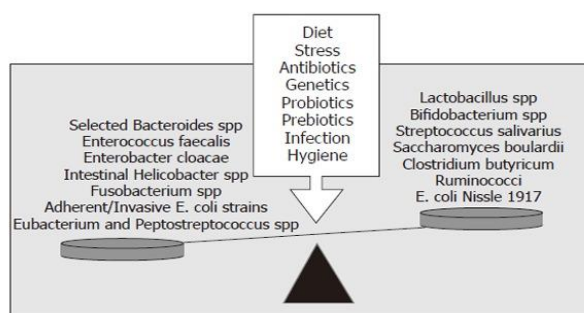 Diet
Stress
Antibiotics
Genetics
Probiotics
Prebiotics
Infection
Hygiene
Selected Bacteroides spp
Enterococcus faecalis
Enterobacter cloacae
Intestinal Helicobacter spp
Fusobacterium spp
Adherent/Invasive E. coli strains
Eubacterium and Peptostreptococcus spp
Lactobacillus spp
Bifidobacterium spp
Streptococcus salivarius
Saccharomyces boulardii
Clostridium butyricum
Ruminococci
E. coli Nissle 1917